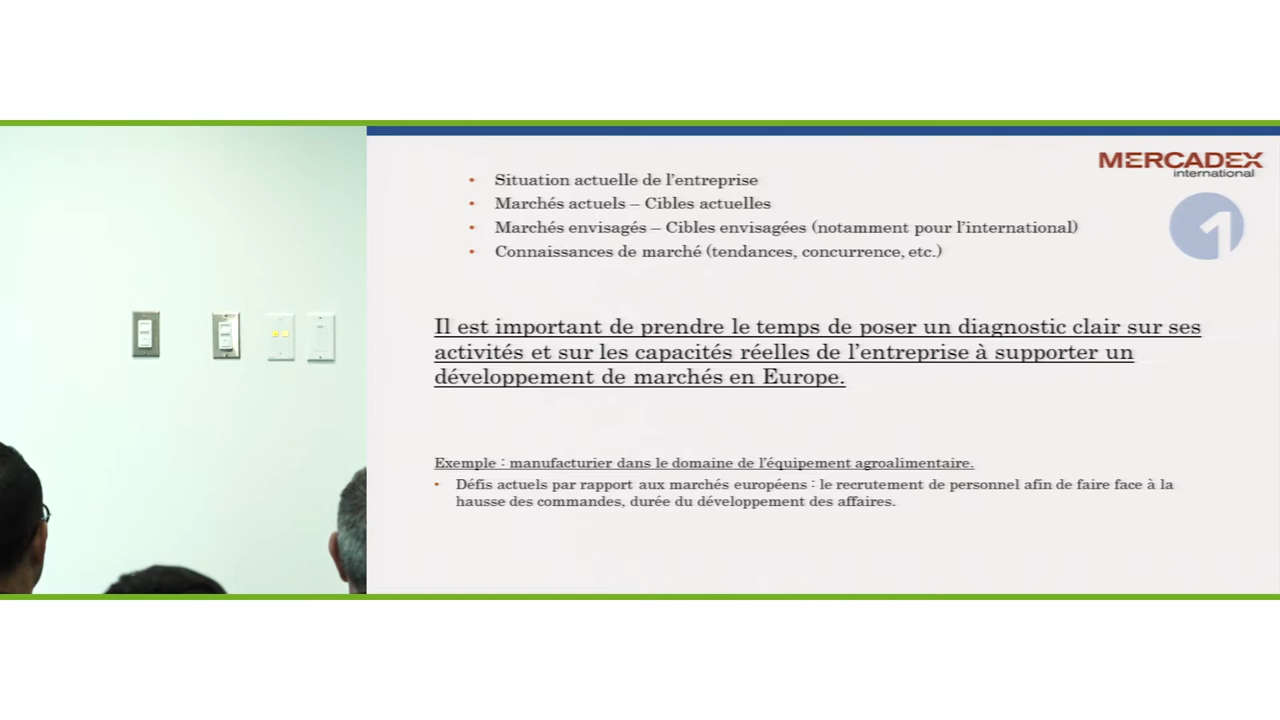 MERCADEX
international
1
• Situation actuelle de l'entreprise
• Marchés actuels – Cibles actuelles
• Marchés envisagés – Cibles envisagées (notamment pour l'international)
• Connaissances de marché (tendances, concurrence, etc.)
Il est important de prendre le temps de poser un diagnostic clair sur ses
activités et sur les capacités réelles de l'entreprise à supporter un
développement de marchés en Europe.
Exemple : manufacturier dans le domaine de l'équipement agroalimentaire.
• Défis actuels par rapport aux marchés européens : le recrutement de personnel afin de faire face à la
hausse des commandes, durée du développement des affaires.